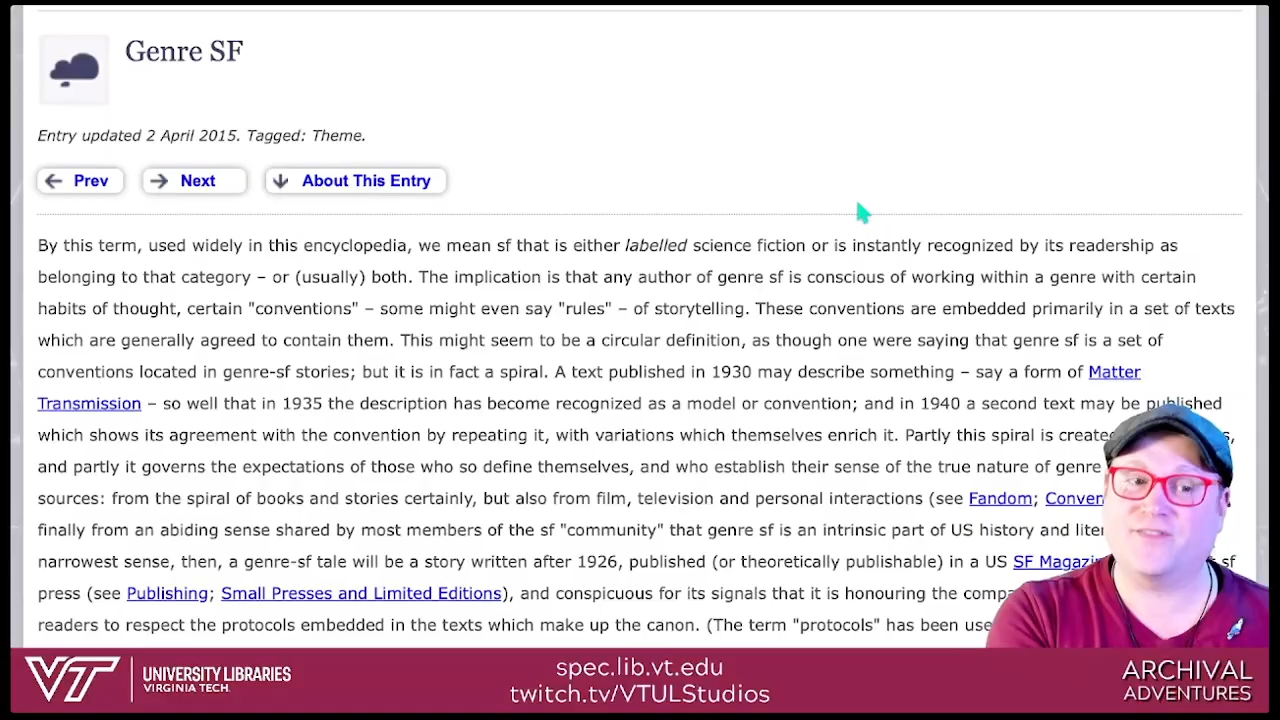 Genre SF
Entry updated 2 April 2015. Tagged: Theme.
Prev Next About This Entry
By this term, used widely in this encyclopedia, we mean sf that is either labelled science fiction or is instantly recognized by its readership as
belonging to that category – or (usually) both. The implication is that any author of genre sf is conscious of working within a genre with certain
habits of thought, certain "conventions" – some might even say "rules" – of storytelling. These conventions are embedded primarily in a set of texts
which are generally agreed to contain them. This might seem to be a circular definition, as though one were saying that genre sf is a set of
conventions located in genre-sf stories; but it is in fact a spiral. A text published in 1930 may describe something – say a form of Matter
Transmission – so well that in 1935 the description has become recognized as a model or convention; and in 1940 a second text may be published
which shows its agreement with the convention by repeating it, with variations which themselves enrich it. Partly this spiral is
and partly it governs the expectations of those who so define themselves, and who establish their sense of the true nature of genre
sources: from the spiral of books and stories certainly, but also from film, television and personal interactions (see Fandom;
finally from an abiding sense shared by most members of the sf "community" that genre sf is an intrinsic part of US history and
narrowest sense, then, a genre-sf tale will be a story written after 1926, published (or theoretically publishable) in a US SF sf
press (see Publishing; Small Presses and Limited Editions), and conspicuous for its signals that it is honouring the
readers to respect the protocols embedded in the texts which make up the canon. (The term "protocols" has been
VT UNIVERSITY LIBRARIES
VIRGINIA TECH.
spec.lib.vt.edu
twitch.tv/VTULStudios
ARCHIVAL
ADVENTURES